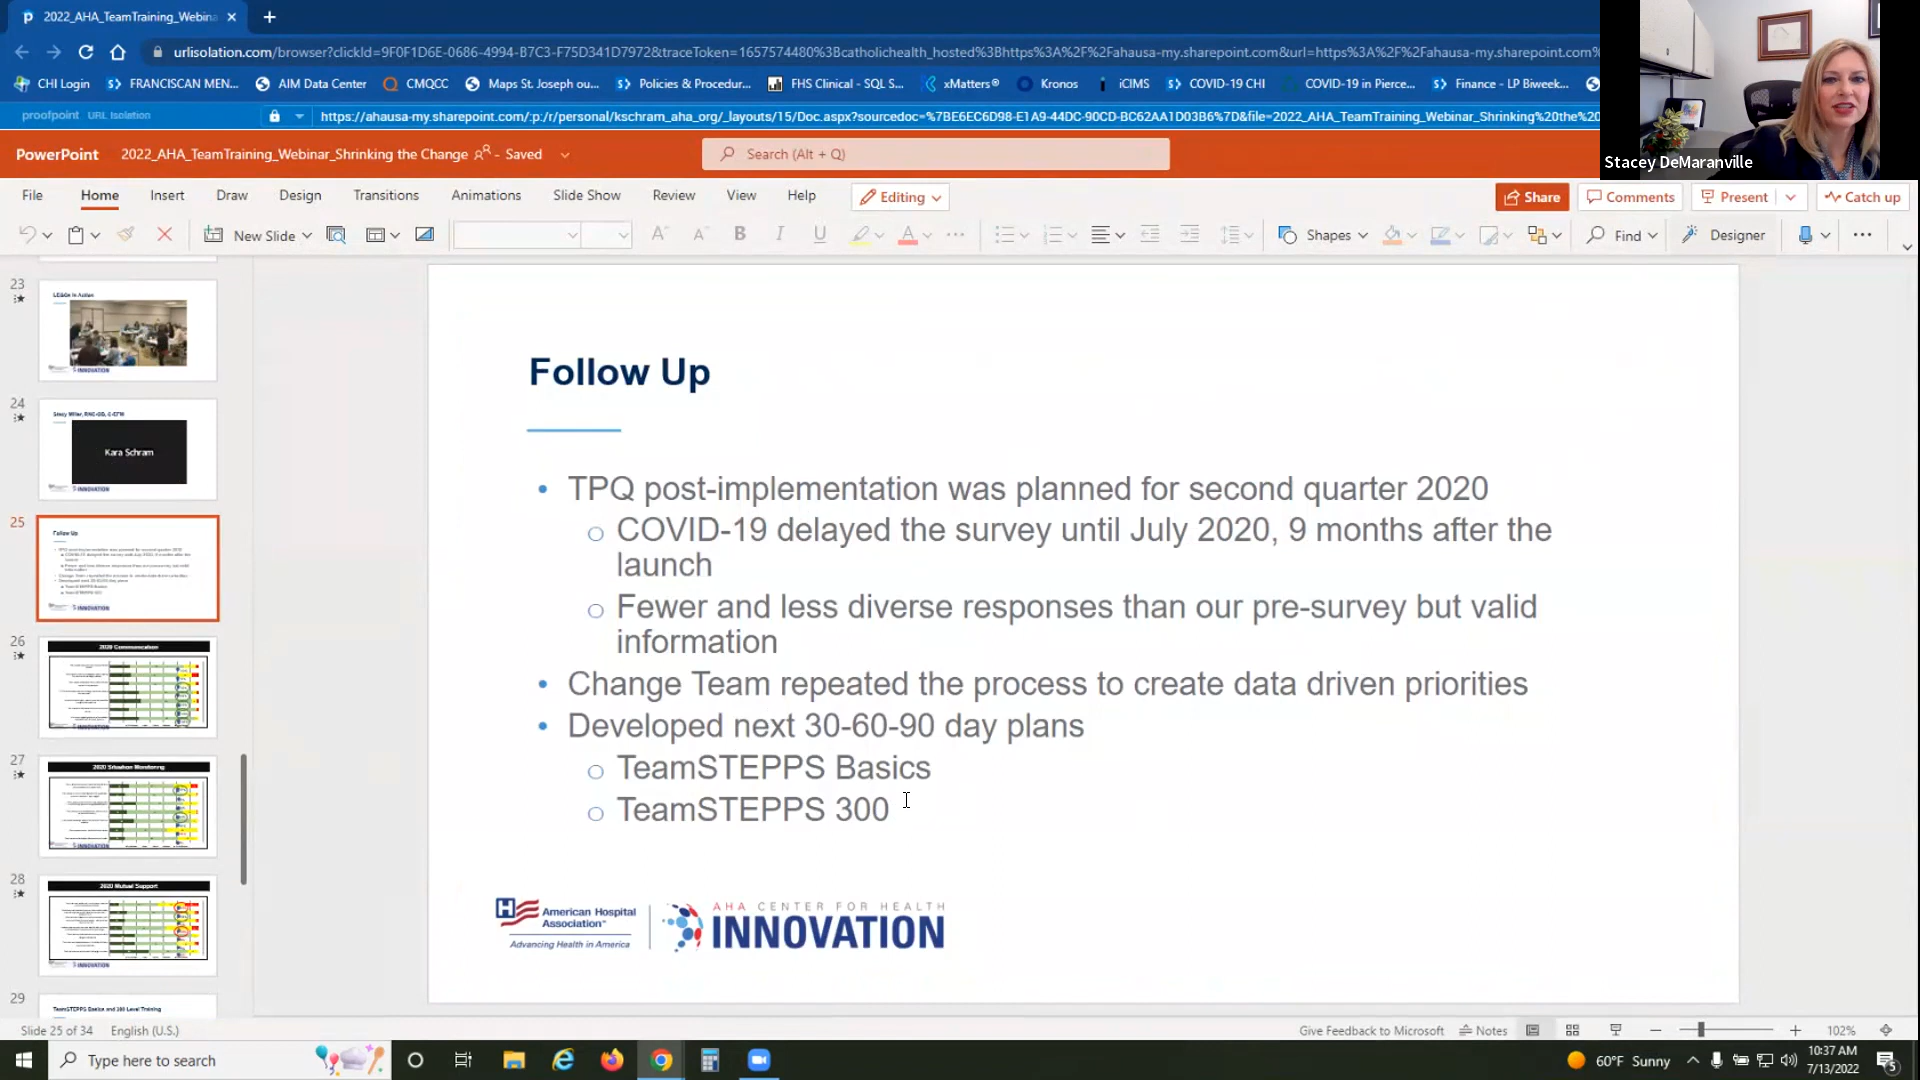 2022_AHA_TeamTraining_Webina
urlisolation.com/browser?clickId=9F0F1D6E-0686-4994-B7C3-F75D341D7972&traceToken=1657574480%3Bcatholichealth_hosted%3Bhttps%3A%2F%2Fahausa-my.sharepoint.com&url=https%3A%2F%2Fahausa-my.sharepoint.com%
CHI Login FRANCISCAN MEN... AIM Data Center CMQCC Maps St. Joseph ou... Policies & Procedur... FHS Clinical - SQL S... xMatters® Kronos iCIMS COVID-19 CHI COVID-19 in Pierce... Finance - LP Biweek...
proofpoint URL Isolation https://ahausa-my.sharepoint.com/:p:/r/personal/kschram_aha_org/_layouts/15/Doc.aspx?sourcedoc=%7BE6EC6D98-E1A9-44DC-90CD-BC62AA1D03B6%7D&file=2022_AHA_TeamTraining_Webinar_Shrinking%20the%20
Stacey DeMaranville
PowerPoint 2022_AHA_TeamTraining_Webinar_Shrinking the Change - Saved Search (Alt + Q)
File Home Insert Draw Design Transitions Animations Slide Show Review View Help Editing Share Comments Present Catch up
New Slide Shapes Find Designer
23
LEGOs in Action
24
Kara Schram
25
Follow Up
26
2020 Communication
27
2020 Situation Monitoring
28
2020 Mutual Support
29
TeamSTEPPS Basics and 300 Level Training
Follow Up
• TPQ post-implementation was planned for second quarter 2020
o COVID-19 delayed the survey until July 2020, 9 months after the
launch
o Fewer and less diverse responses than our pre-survey but valid
information
• Change Team repeated the process to create data driven priorities
• Developed next 30-60-90 day plans
o TeamSTEPPS Basics
o TeamSTEPPS 300
American Hospital
Association™
Advancing Health in America
AHA CENTER FOR HEALTH
INNOVATION
Slide 25 of 34 English (U.S.) Give Feedback to Microsoft Notes 102%
Type here to search 60°F Sunny 10:37 AM
7/13/2022
5